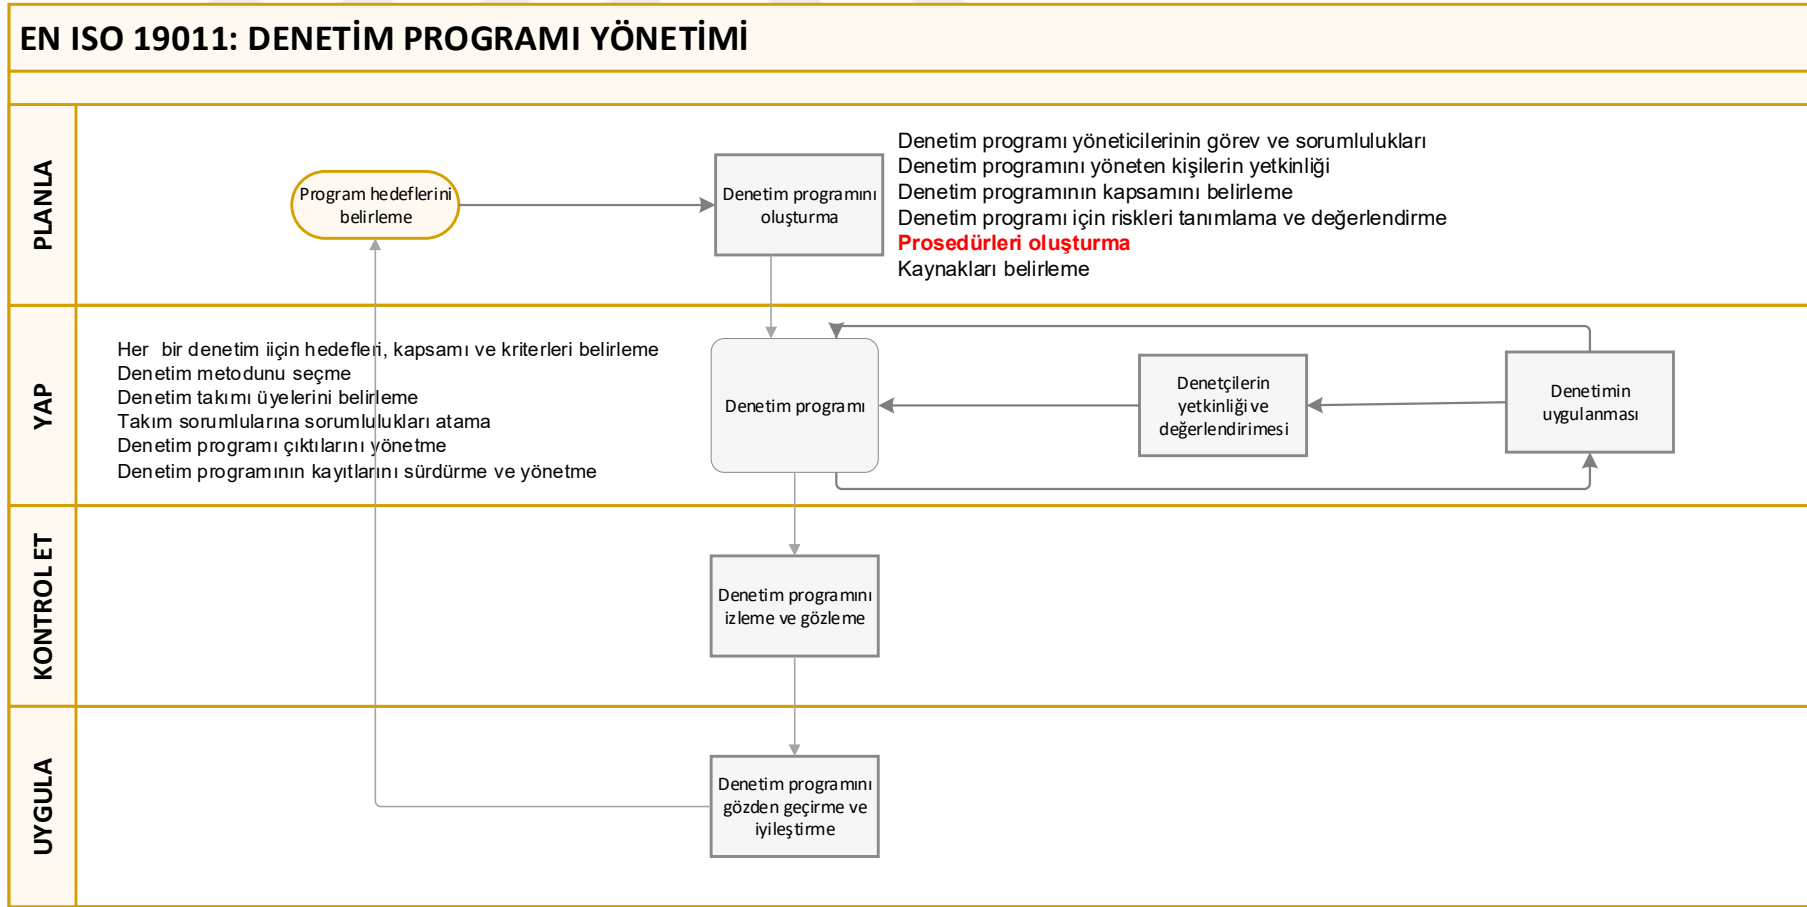 EN ISO 19011: DENETİM PROGRAMI YÖNETİMİ
PLANLA
Program hedeflerini
belirleme
Denetim programını
oluşturma
Denetim programı yöneticilerinin görev ve sorumlulukları
Denetim programını yöneten kişilerin yetkinliği
Denetim programının kapsamını belirleme
Denetim programı için riskleri tanımlama ve değerlendirme
Prosedürleri oluşturma
Kaynakları belirleme
YAP
Her bir denetim iiçin hedefleri, kapsamı ve kriterleri belirleme
Denetim metodunu seçme
Denetim takımı üyelerini belirleme
Takım sorumlularına sorumlulukları atama
Denetim programı çıktılarını yönetme
Denetim programının kayıtlarını sürdürme ve yönetme
Denetim programı
Denetçilerin
yetkinliği ve
değerlendirimesi
Denetimin
uygulanması
KONTROL ET
Denetim programını
izleme ve gözleme
UYGULA
Denetim programını
gözden geçirme ve
iyileştirme